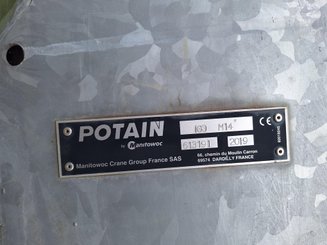 POTAIN
by Manitowoc
IGO M14
613191 2019
Manitowoc Crane Group France SAS
66, chemin du Moulin Carron
69574 DARDILLY FRANCE
CE